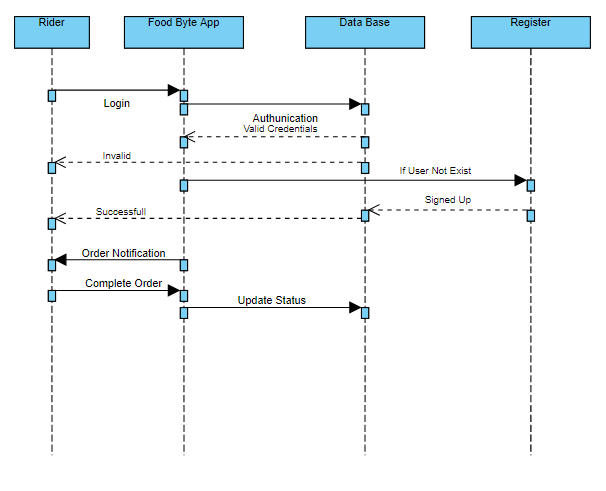 Rider
Food Byte App
Data Base
Register
Login
Authunication
Valid Credentials
Invalid
If User Not Exist
Signed Up
Successfull
Order Notification
Complete Order
Update Status